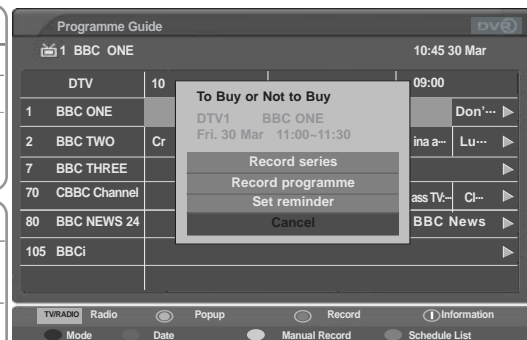 Programme Guide DVR
1 BBC ONE 10:45 30 Mar
DTV 10 09:00
To Buy or Not to Buy
DTV1 BBC ONE
Fri. 30 Mar 11:00~11:30
Record series
Record programme
Set reminder
Cancel
1 BBC ONE Don'···
2 BBC TWO Cr ina a··· Lu···
7 BBC THREE
70 CBBC Channel ass TV:··· Cl···
80 BBC NEWS 24 BBC News
105 BBCi
TV/RADIO Radio Popup Record Information
Mode Date Manual Record Schedule List